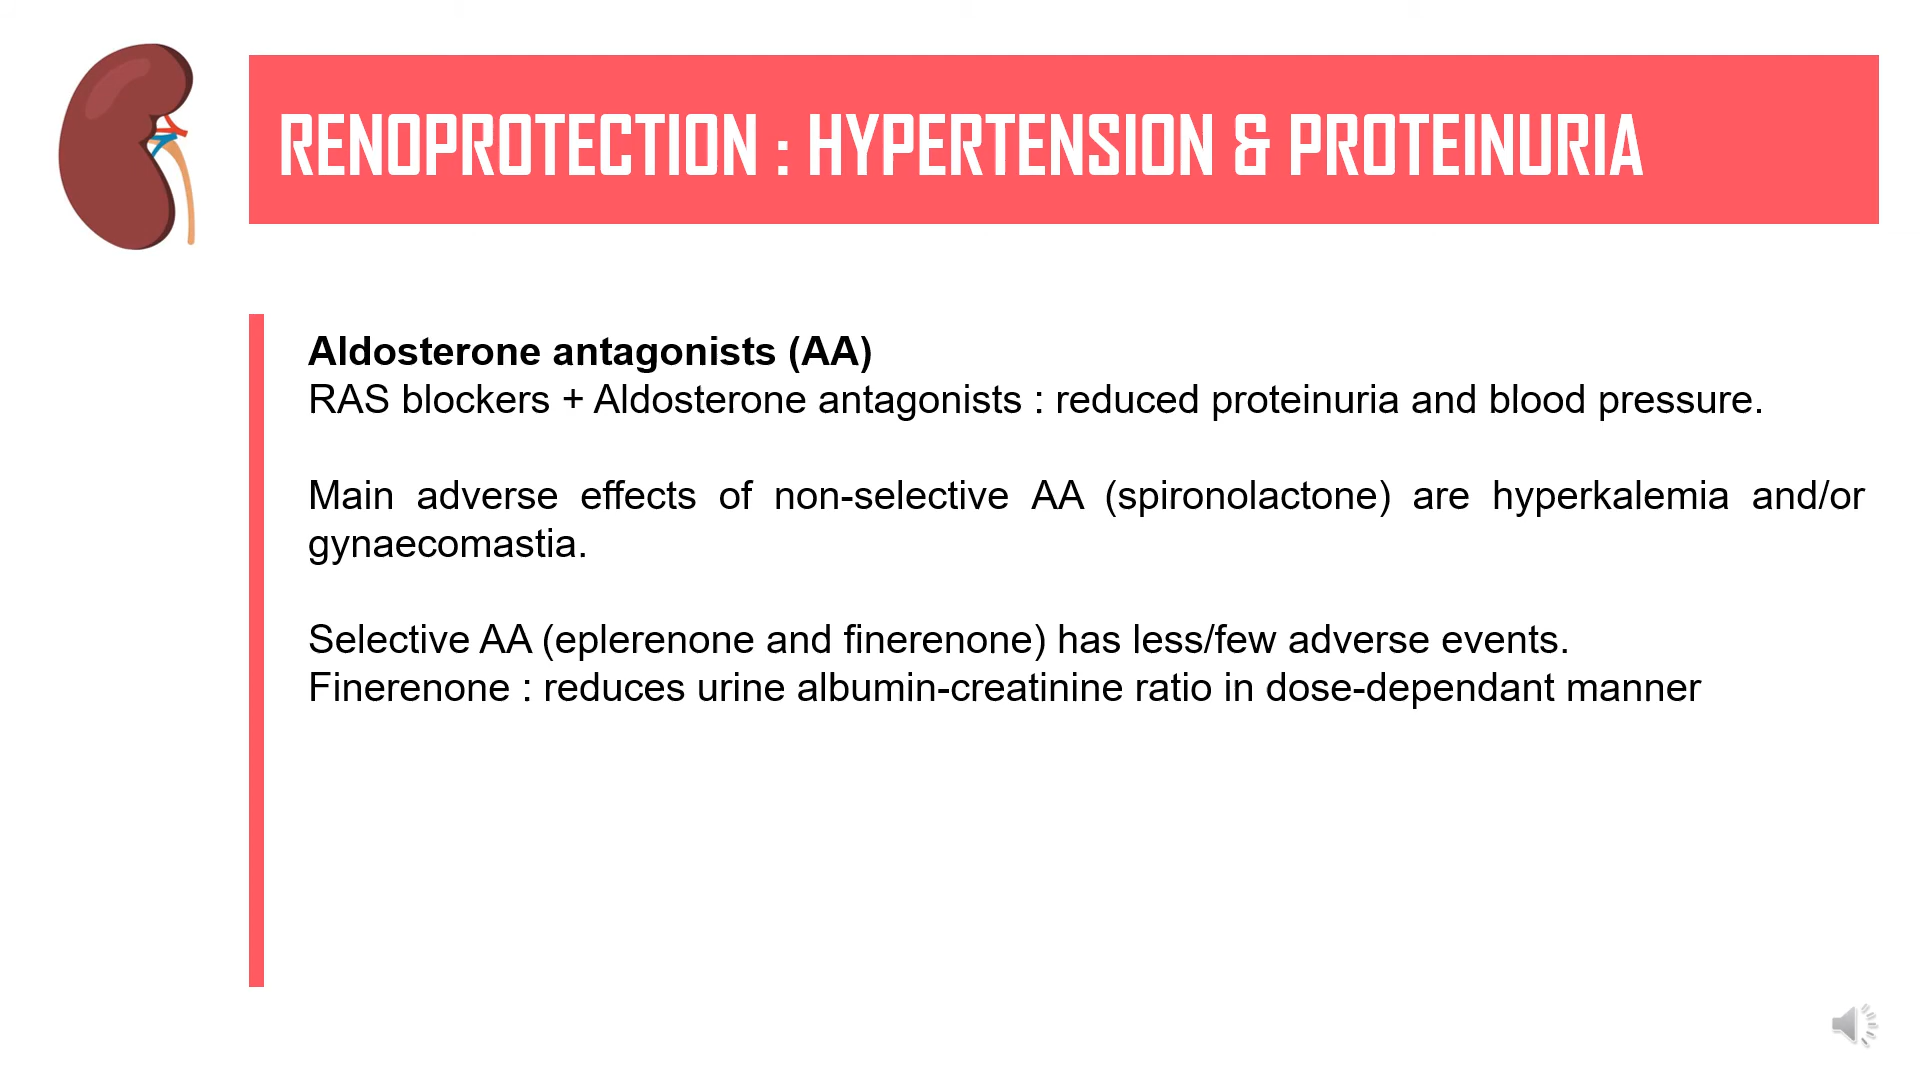 RENOPROTECTION : HYPERTENSION & PROTEINURIA
Aldosterone antagonists (AA)
RAS blockers + Aldosterone antagonists : reduced proteinuria and blood pressure.
Main adverse effects of non-selective AA (spironolactone) are hyperkalemia and/or
gynaecomastia.
Selective AA (eplerenone and finerenone) has less/few adverse events.
Finerenone : reduces urine albumin-creatinine ratio in dose-dependant manner